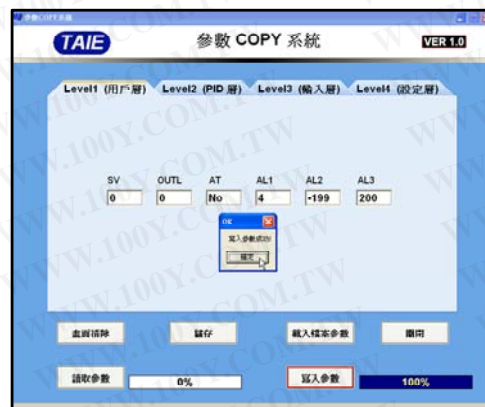 參數COPY系統
TAIE 參數 COPY 系統 VER 1.0
Level1 (用戶層) Level2 (PID 層) Level3 (輸入層) Level4 (設定層)
SV OUTL AT AL1 AL2 AL3
0 0 No 4 -199 200
OK
寫入參數成功!
確定
畫面清除 儲存 載入檔案參數 離開
讀取參數 0% 寫入參數 100%
WWW.100Y.COM.TW